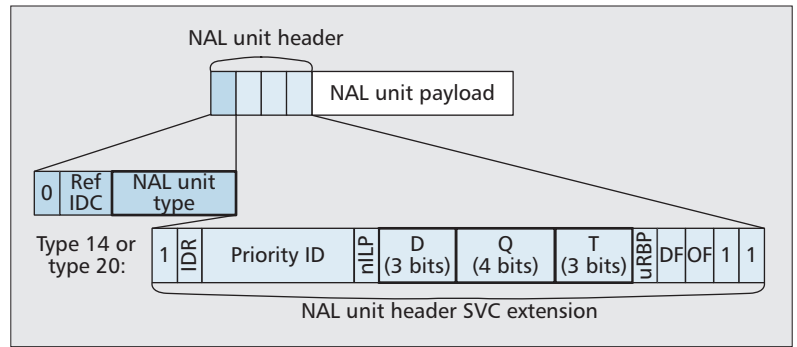 NAL unit header
NAL unit payload
0
Ref
IDC
NAL unit
type
Type 14 or
type 20:
1
IDR
Priority ID
nILP
D
(3 bits)
Q
(4 bits)
T
(3 bits)
uRBP
DF
OF
1
1
NAL unit header SVC extension